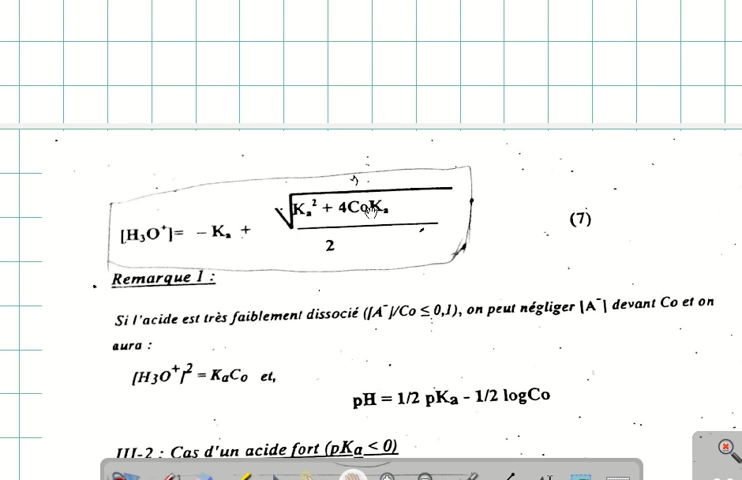 [H₃O⁺]= - Kₐ + √Kₐ² + 4CoKₐ / 2 (7)
Remarque 1 :
Si l'acide est très faiblement dissocié ([A⁻]/Co ≤ 0,1), on peut négliger [A⁻] devant Co et on
aura :
[H3O⁺]² = KaCo et,
pH = 1/2 pKa - 1/2 logCo
III-2 : Cas d'un acide fort (pKa < 0)